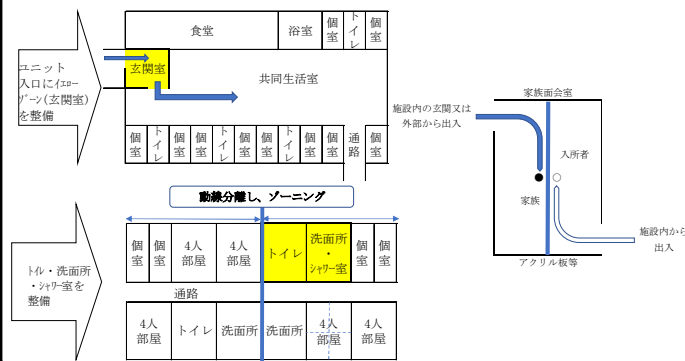 食堂
浴室
個室
トイレ
個室
玄関室
共同生活室
ユニット
入口にイエロー
ゾーン(玄関室)
を整備
個室
トイレ
個室
トイレ
個室
個室
トイレ
個室
個室
通路
個室
家族面会室
施設内の玄関又は
外部から出入
入所者
家族
施設内から
出入
アクリル板等
動線分離し、ゾーニング
トイレ・洗面所
・シャワー室を
整備
個室
個室
4人
部屋
4人
部屋
トイレ
洗面所
・
シャワー室
個室
個室
通路
4人
部屋
トイレ
洗面所
洗面所
4人
部屋
4人
部屋